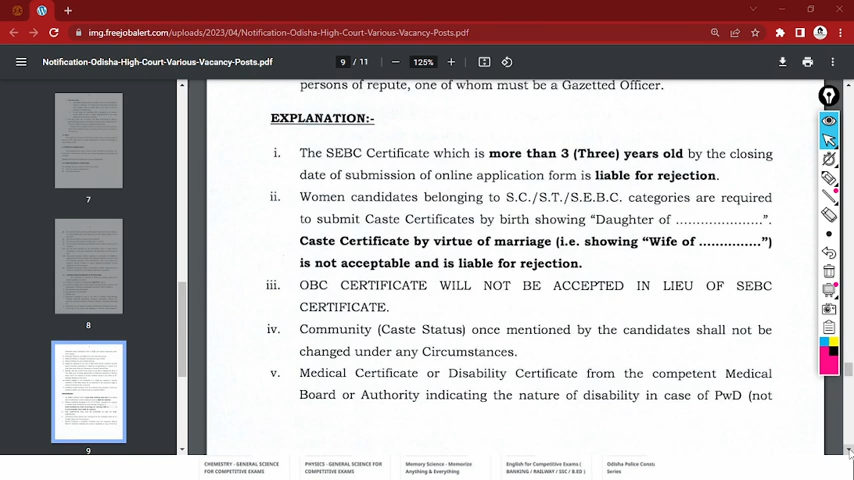 img.freejobalert.com/uploads/2023/04/Notification-Odisha-High-Court-Various-Vacancy-Posts.pdf
Notification-Odisha-High-Court-Various-Vacancy-Posts.pdf
9 / 11
125%
persons of repute, one of whom must be a Gazetted Officer.
EXPLANATION:-
i. The SEBC Certificate which is more than 3 (Three) years old by the closing
date of submission of online application form is liable for rejection.
ii. Women candidates belonging to S.C./S.T./S.E.B.C. categories are required
to submit Caste Certificates by birth showing “Daughter of .....................”.
Caste Certificate by virtue of marriage (i.e. showing “Wife of ...............”)
is not acceptable and is liable for rejection.
iii. OBC CERTIFICATE WILL NOT BE ACCEPTED IN LIEU OF SEBC
CERTIFICATE.
iv. Community (Caste Status) once mentioned by the candidates shall not be
changed under any Circumstances.
v. Medical Certificate or Disability Certificate from the competent Medical
Board or Authority indicating the nature of disability in case of PwD (not
7
8
9
CHEMISTRY - GENERAL SCIENCE
FOR COMPETITIVE EXAMS
PHYSICS - GENERAL SCIENCE FOR
COMPETITIVE EXAMS
Memory Science - Memorize
Anything & Everything
English for Competitive Exams (
BANKING / RAILWAY / SSC / B.ED )
Odisha Police Const
Series